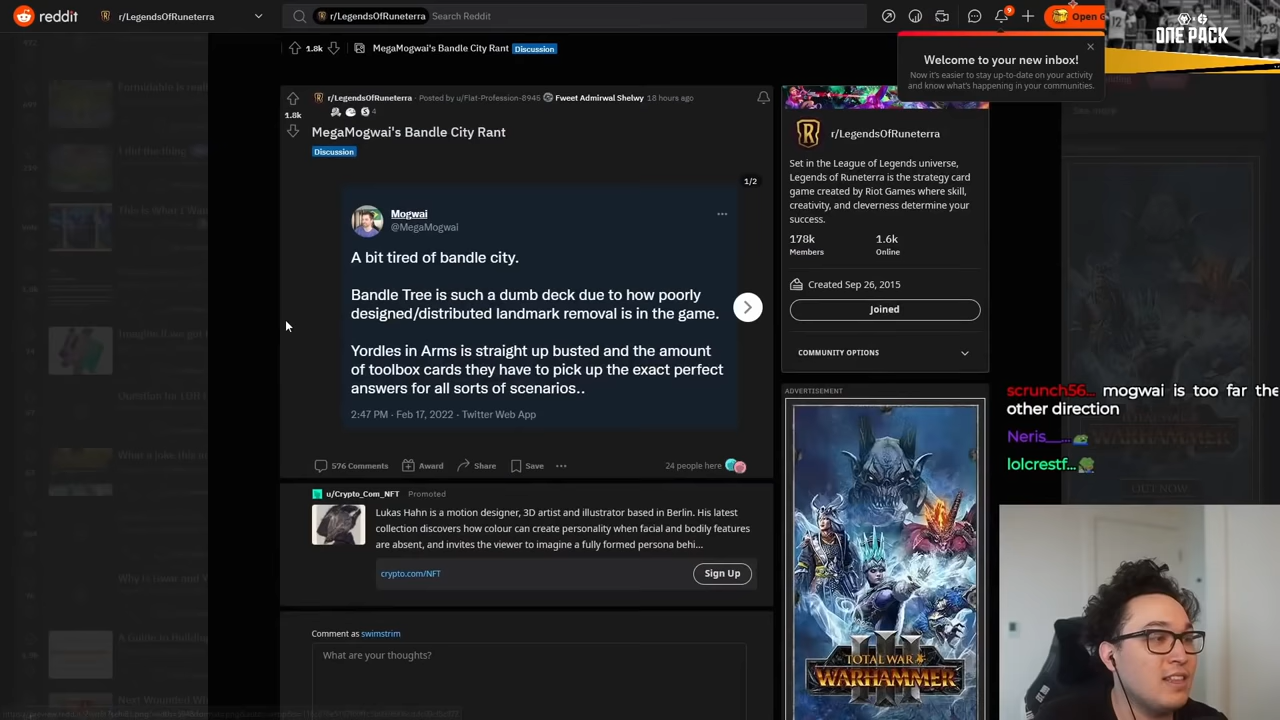 reddit
r/LegendsOfRuneterra
r/LegendsOfRuneterra
Search Reddit
9
Open
ONE PACK
1.8k
MegaMogwai's Bandle City Rant
Discussion
Welcome to your new inbox!
Now it's easier to stay up-to-date on your activity
and know what's happening in your communities.
r/LegendsOfRuneterra · Posted by u/Flat-Profession-8945
Fweet Admirwal Shelwy
18 hours ago
4
1.8k
MegaMogwai's Bandle City Rant
Discussion
1/2
Mogwai
@MegaMogwai
A bit tired of bandle city.
Bandle Tree is such a dumb deck due to how poorly
designed/distributed landmark removal is in the game.
Yordles in Arms is straight up busted and the amount
of toolbox cards they have to pick up the exact perfect
answers for all sorts of scenarios..
2:47 PM · Feb 17, 2022 · Twitter Web App
576 Comments
Award
Share
Save
24 people here
u/Crypto_Com_NFT · Promoted
Lukas Hahn is a motion designer, 3D artist and illustrator based in Berlin. His latest
collection discovers how colour can create personality when facial and bodily features
are absent, and invites the viewer to imagine a fully formed persona behi...
crypto.com/NFT
Sign Up
Comment as swimstrim
What are your thoughts?
r/LegendsOfRuneterra
Set in the League of Legends universe,
Legends of Runeterra is the strategy card
game created by Riot Games where skill,
creativity, and cleverness determine your
success.
178k
Members
1.6k
Online
Created Sep 26, 2015
Joined
COMMUNITY OPTIONS
ADVERTISEMENT
TOTAL WAR
WARHAMMER
III
scrunch56... mogwai is too far the
other direction
Neris__...
lolcrestf...